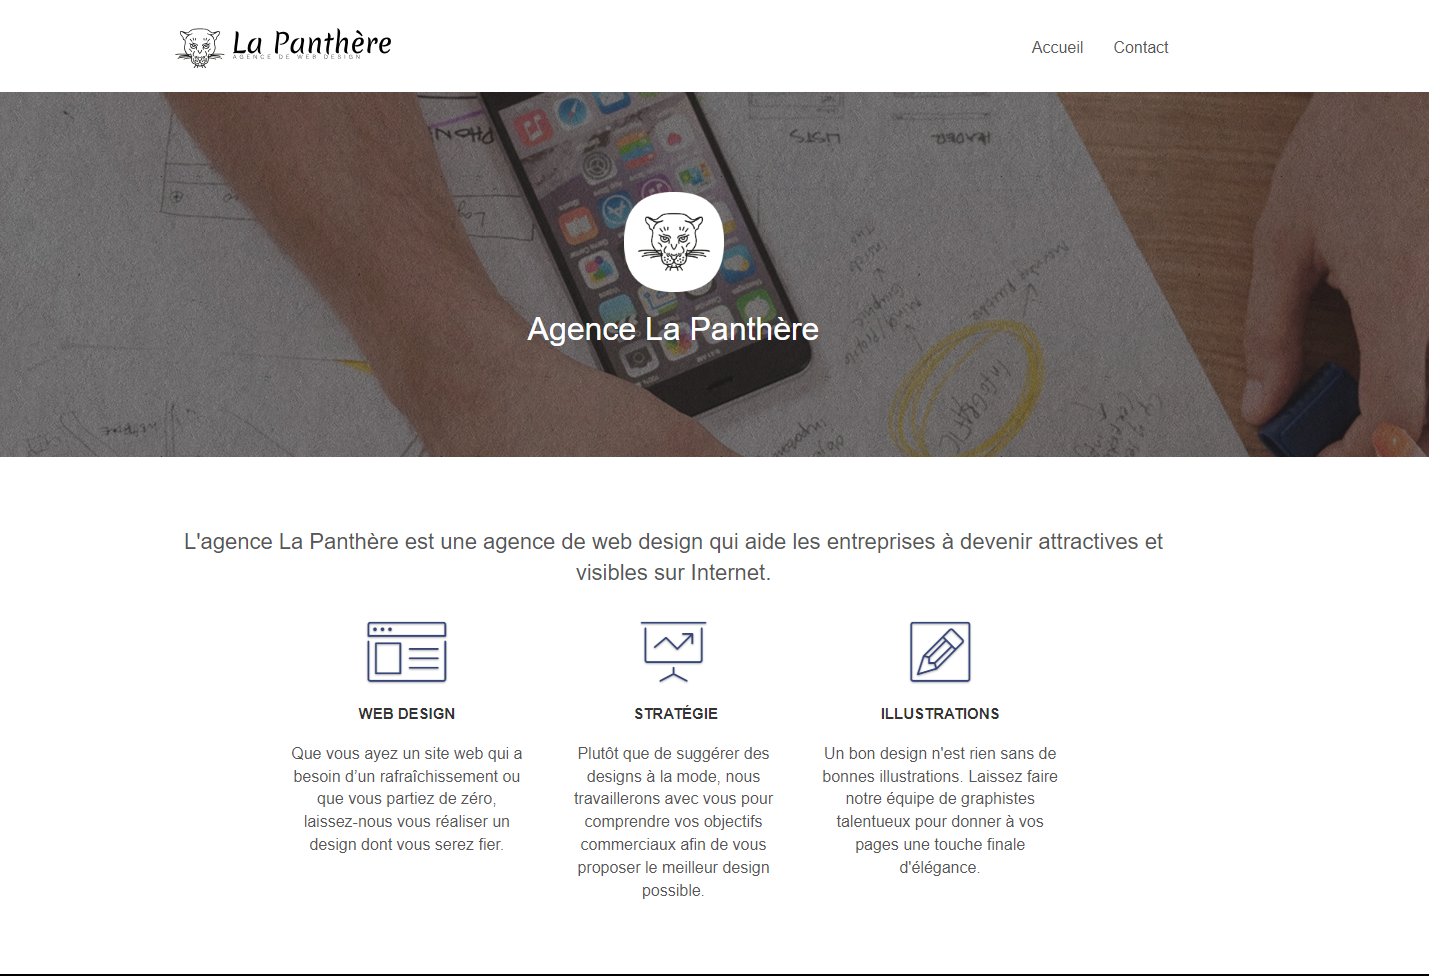 La Panthère
AGENCE DE WEB DESIGN
Accueil Contact
PHON
LISTS
HEADER
Agence La Panthère
L'agence La Panthère est une agence de web design qui aide les entreprises à devenir attractives et
visibles sur Internet.
WEB DESIGN
Que vous ayez un site web qui a
besoin d’un rafraîchissement ou
que vous partiez de zéro,
laissez-nous vous réaliser un
design dont vous serez fier.
STRATÉGIE
Plutôt que de suggérer des
designs à la mode, nous
travaillerons avec vous pour
comprendre vos objectifs
commerciaux afin de vous
proposer le meilleur design
possible.
ILLUSTRATIONS
Un bon design n'est rien sans de
bonnes illustrations. Laissez faire
notre équipe de graphistes
talentueux pour donner à vos
pages une touche finale
d'élégance.